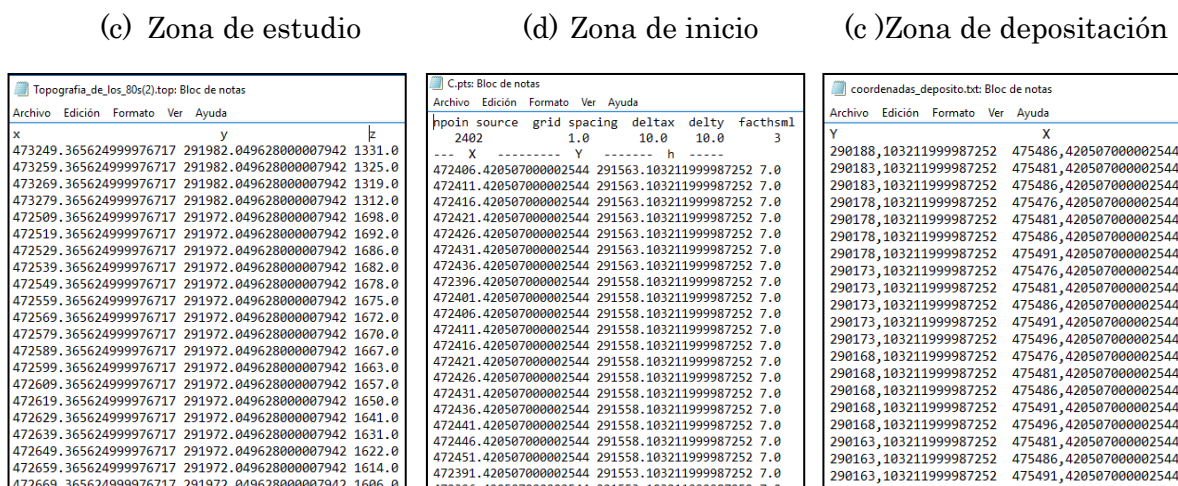 (c) Zona de estudio
(d) Zona de inicio
(c )Zona de depositación
Topografia_de_los_80s(2).top: Bloc de notas
Archivo Edición Formato Ver Ayuda
x y z
473249.365624999976717 291982.049628000007942 1331.0
473259.365624999976717 291982.049628000007942 1325.0
473269.365624999976717 291982.049628000007942 1319.0
473279.365624999976717 291982.049628000007942 1312.0
472509.365624999976717 291972.049628000007942 1698.0
472519.365624999976717 291972.049628000007942 1692.0
472529.365624999976717 291972.049628000007942 1686.0
472539.365624999976717 291972.049628000007942 1682.0
472549.365624999976717 291972.049628000007942 1678.0
472559.365624999976717 291972.049628000007942 1675.0
472569.365624999976717 291972.049628000007942 1672.0
472579.365624999976717 291972.049628000007942 1670.0
472589.365624999976717 291972.049628000007942 1667.0
472599.365624999976717 291972.049628000007942 1663.0
472609.365624999976717 291972.049628000007942 1657.0
472619.365624999976717 291972.049628000007942 1650.0
472629.365624999976717 291972.049628000007942 1641.0
472639.365624999976717 291972.049628000007942 1631.0
472649.365624999976717 291972.049628000007942 1622.0
472659.365624999976717 291972.049628000007942 1614.0
472669.365624999976717 291972.049628000007942 1606.0
C.pts: Bloc de notas
Archivo Edición Formato Ver Ayuda
npoin source grid spacing deltax delty facthsml
2402 1.0 10.0 10.0 3
--- X --------- Y ------- h -----
472406.420507000002544 291563.103211999987252 7.0
472411.420507000002544 291563.103211999987252 7.0
472416.420507000002544 291563.103211999987252 7.0
472421.420507000002544 291563.103211999987252 7.0
472426.420507000002544 291563.103211999987252 7.0
472431.420507000002544 291563.103211999987252 7.0
472436.420507000002544 291563.103211999987252 7.0
472396.420507000002544 291558.103211999987252 7.0
472401.420507000002544 291558.103211999987252 7.0
472406.420507000002544 291558.103211999987252 7.0
472411.420507000002544 291558.103211999987252 7.0
472416.420507000002544 291558.103211999987252 7.0
472421.420507000002544 291558.103211999987252 7.0
472426.420507000002544 291558.103211999987252 7.0
472431.420507000002544 291558.103211999987252 7.0
472436.420507000002544 291558.103211999987252 7.0
472441.420507000002544 291558.103211999987252 7.0
472446.420507000002544 291558.103211999987252 7.0
472451.420507000002544 291558.103211999987252 7.0
472391.420507000002544 291553.103211999987252 7.0
coordenadas_deposito.txt: Bloc de notas
Archivo Edición Formato Ver Ayuda
Y X
290188,103211999987252 475486,420507000002544
290183,103211999987252 475481,420507000002544
290183,103211999987252 475486,420507000002544
290178,103211999987252 475476,420507000002544
290178,103211999987252 475481,420507000002544
290178,103211999987252 475486,420507000002544
290178,103211999987252 475491,420507000002544
290173,103211999987252 475476,420507000002544
290173,103211999987252 475481,420507000002544
290173,103211999987252 475486,420507000002544
290173,103211999987252 475491,420507000002544
290173,103211999987252 475496,420507000002544
290168,103211999987252 475476,420507000002544
290168,103211999987252 475481,420507000002544
290168,103211999987252 475486,420507000002544
290168,103211999987252 475491,420507000002544
290168,103211999987252 475496,420507000002544
290163,103211999987252 475481,420507000002544
290163,103211999987252 475486,420507000002544
290163,103211999987252 475491,420507000002544